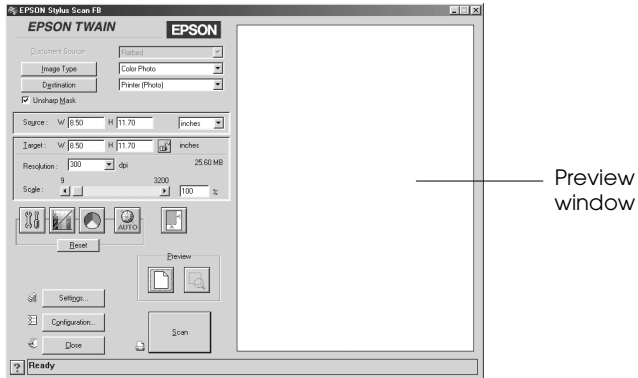 EPSON Stylus Scan FB
EPSON TWAIN
EPSON
Document Source
Flatbed
Image Type
Color Photo
Destination
Printer (Photo)
Unsharp Mask
Source : W 8.50 H 11.70 inches
Target : W 8.50 H 11.70 inches
Resolution : 300 dpi 25.60 MB
9 3200
Scale : 100 %
AUTO
Reset
Preview
Settings...
Configuration...
Close
Scan
? Ready
Preview
window